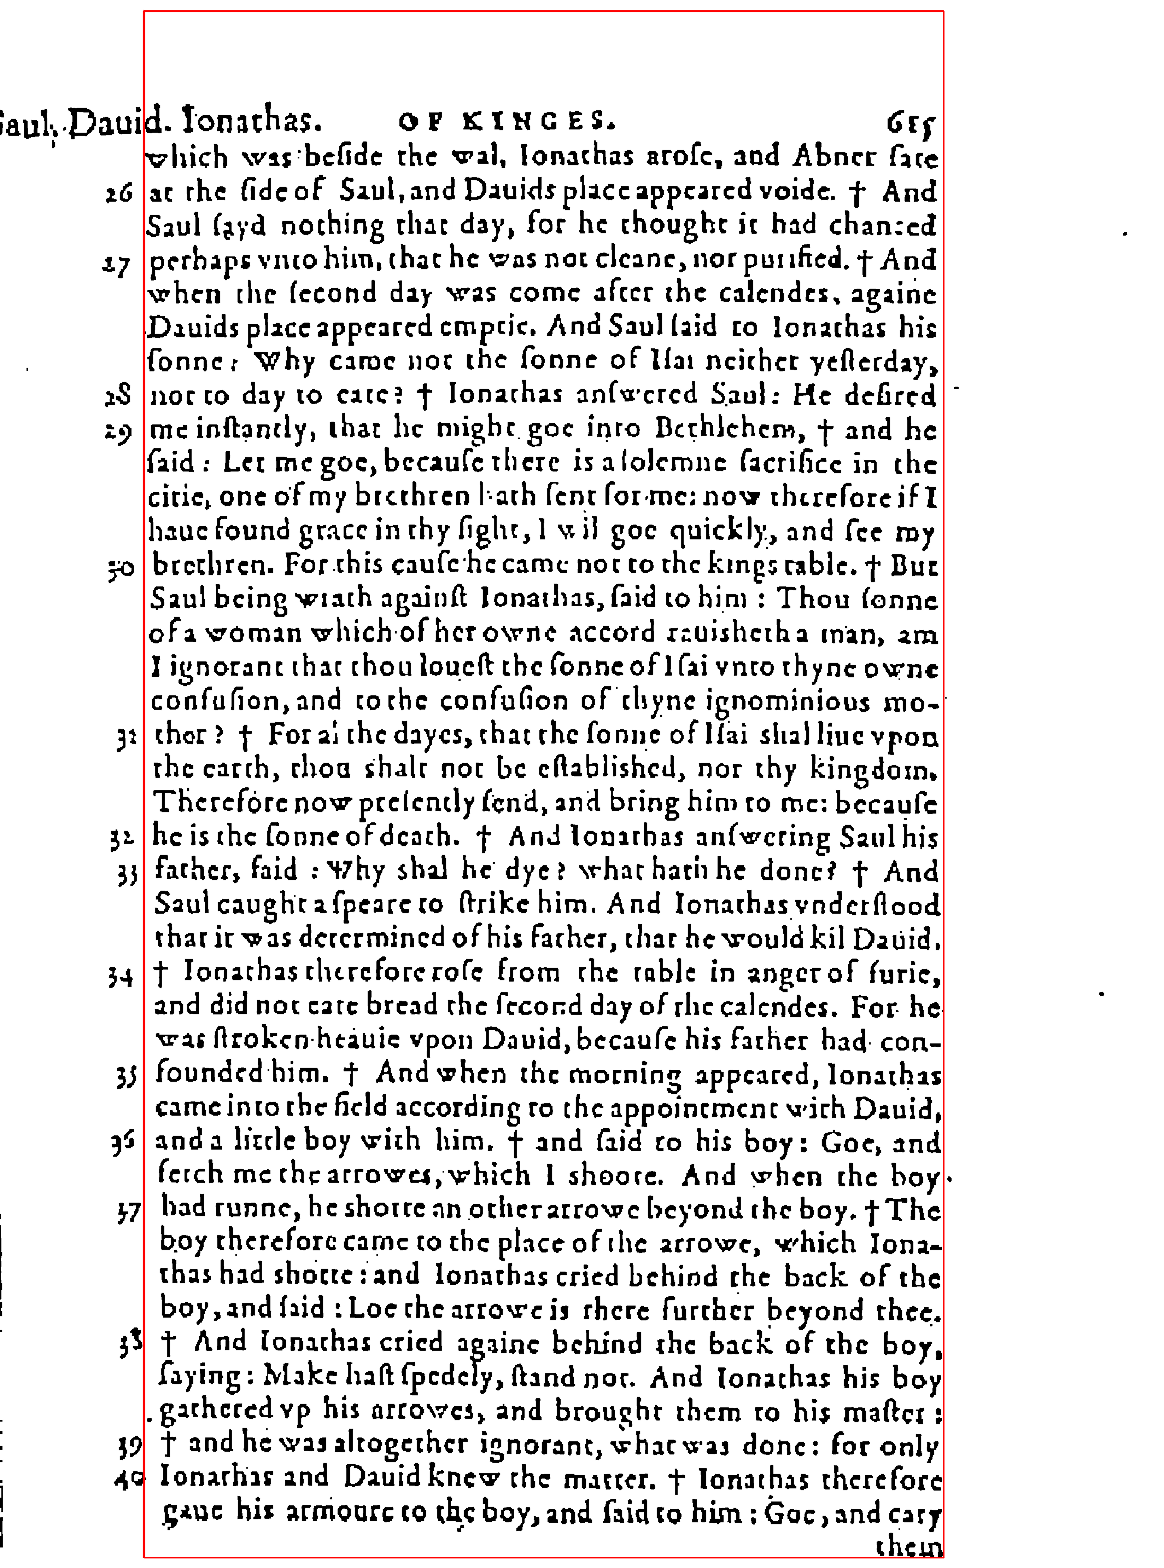 Saul, Dauid. Ionathas. OF KINGES. 615
which was beſide the wal, Ionathas aroſe, and Abner ſate
26 at the ſide of Saul, and Dauids place appeared voide. † And
Saul ſayd nothing that day, for he thought it had chanced
27 perhaps vnto him, that he was not cleane, nor purified. † And
when the ſecond day was come after the calendes, againe
Dauids place appeared emptie. And Saul ſaid to Ionathas his
ſonne: Why came not the ſonne of Iſai neither yeſterday,
28 nor to day to eate? † Ionathas anſwered Saul: He deſired
29 me inſtantly, that he might goe into Bethlehem, † and he
ſaid: Let me goe, becauſe there is a ſolemne ſacrifice in the
citie, one of my brethren hath ſent for me: now therefore if I
haue found grace in thy ſight, I wil goe quickly, and ſee my
30 brethren. For this cauſe he came not to the kings table. † But
Saul being wrath againſt Ionathas, ſaid to him: Thou ſonne
of a woman which of her owne accord rauisheth a man, am
I ignorant that thou loueſt the ſonne of Iſai vnto thyne owne
confuſion, and to the confuſion of thyne ignominious mo-
31 ther? † For al the dayes, that the ſonne of Iſai shal liue vpon
the earth, thou shalt not be eſtablished, nor thy kingdom.
Therefore now preſently ſend, and bring him to me: becauſe
32 he is the ſonne of death. † And Ionathas anſwering Saul his
33 father, ſaid: Why shal he dye? what hath he done? † And
Saul caught a ſpeare to ſtrike him. And Ionathas vnderſtood
that it was determined of his father, that he would kil Dauid.
34 † Ionathas therefore roſe from the table in anger of furie,
and did not eate bread the ſecond day of the calendes. For he
was ſtroken heauie vpon Dauid, becauſe his father had con-
35 founded him. † And when the morning appeared, Ionathas
came into the field according to the appointment with Dauid,
36 and a little boy with him. † and ſaid to his boy: Goe, and
fetch me the arrowes, which I shoote. And when the boy
37 had runne, he shotte an other arrowe beyond the boy. † The
boy therefore came to the place of the arrowe, which Iona-
thas had shotte: and Ionathas cried behind the back of the
boy, and ſaid: Loe the arrowe is there further beyond thee.
38 † And Ionathas cried againe behind the back of the boy,
ſaying: Make haſt ſpedely, ſtand not. And Ionathas his boy
gathered vp his arrowes, and brought them to his maſter:
39 † and he was altogether ignorant, what was done: for only
40 Ionathas and Dauid knew the matter. † Ionathas therefore
gaue his armoure to the boy, and ſaid to him: Goe, and cary
them